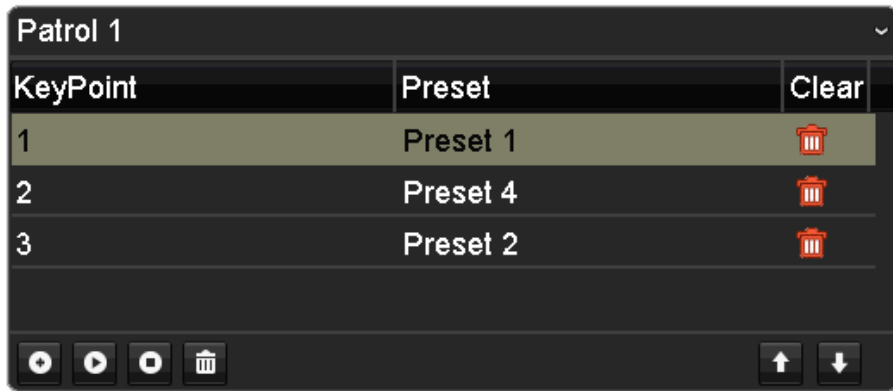 Patrol 1
KeyPoint Preset Clear
1 Preset 1
2 Preset 4
3 Preset 2